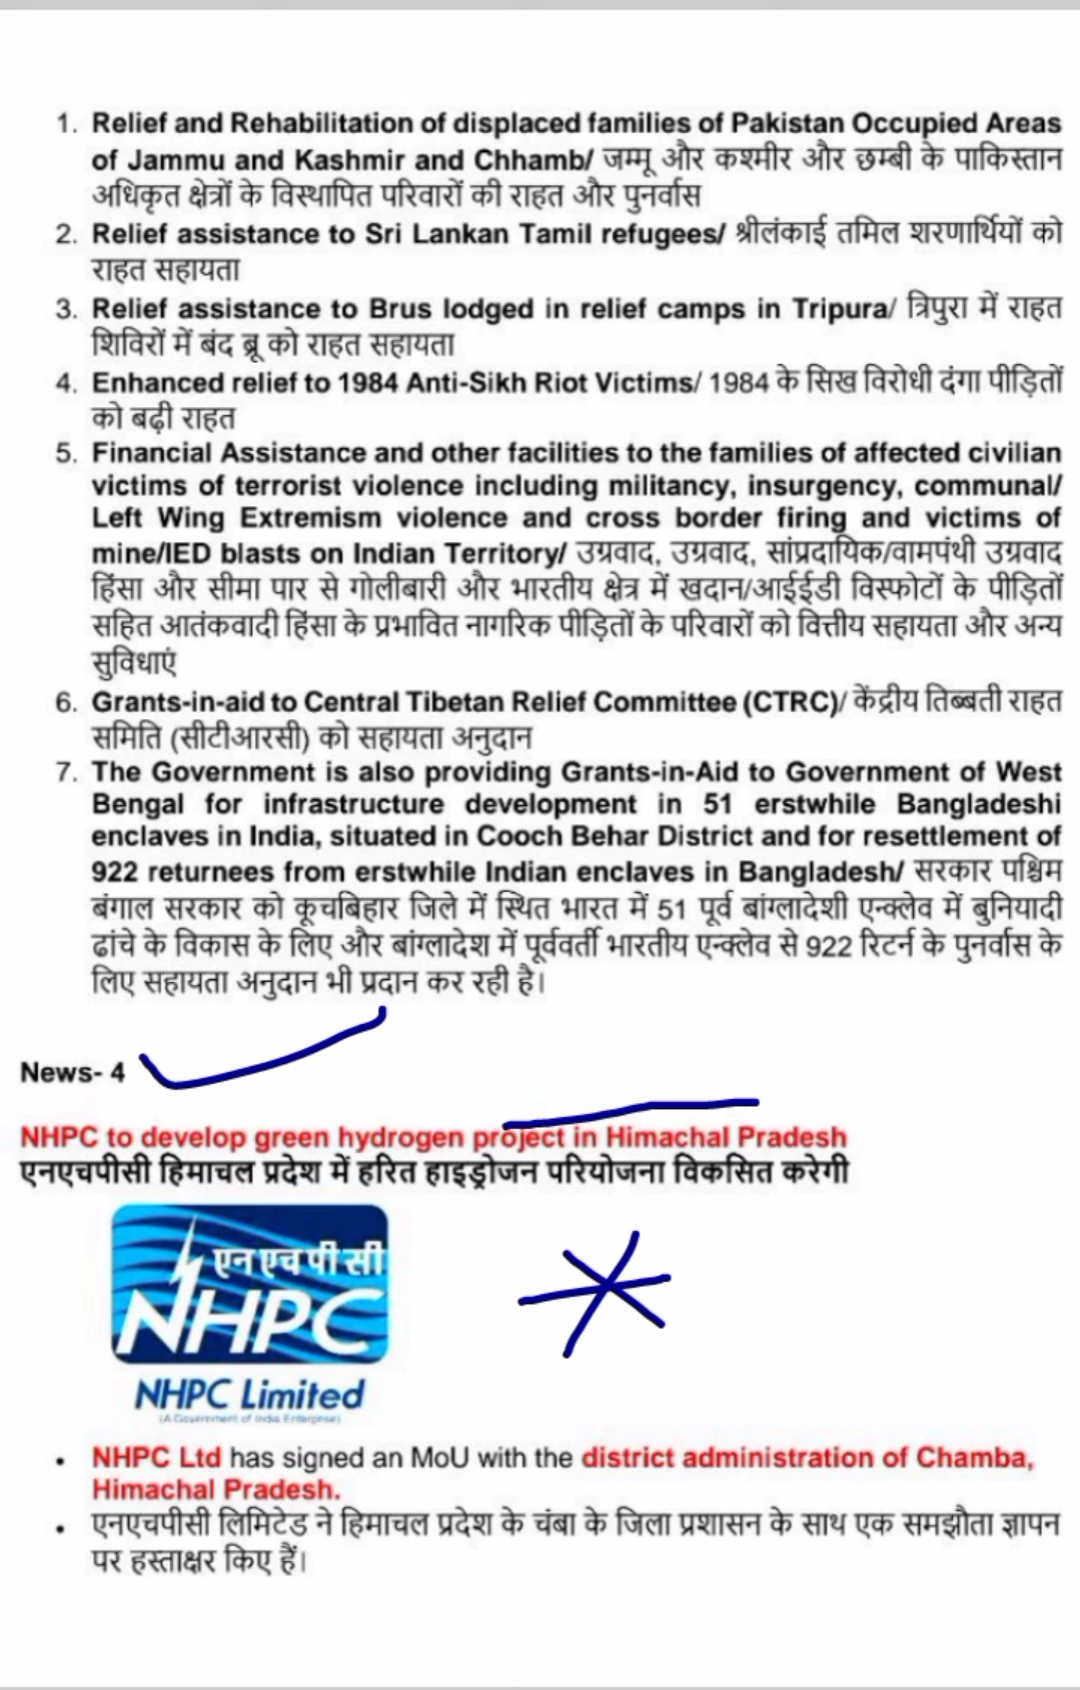 1. Relief and Rehabilitation of displaced families of Pakistan Occupied Areas
of Jammu and Kashmir and Chhamb/ जम्मू और कश्मीर और छम्बी के पाकिस्तान
अधिकृत क्षेत्रों के विस्थापित परिवारों की राहत और पुनर्वास
2. Relief assistance to Sri Lankan Tamil refugees/ श्रीलंकाई तमिल शरणार्थियों को
राहत सहायता
3. Relief assistance to Brus lodged in relief camps in Tripura/ त्रिपुरा में राहत
शिविरों में बंद ब्रू को राहत सहायता
4. Enhanced relief to 1984 Anti-Sikh Riot Victims/ 1984 के सिख विरोधी दंगा पीड़ितों
को बढ़ी राहत
5. Financial Assistance and other facilities to the families of affected civilian
victims of terrorist violence including militancy, insurgency, communal/
Left Wing Extremism violence and cross border firing and victims of
mine/IED blasts on Indian Territory/ उग्रवाद, उग्रवाद, सांप्रदायिक/वामपंथी उग्रवाद
हिंसा और सीमा पार से गोलीबारी और भारतीय क्षेत्र में खदान/आईईडी विस्फोटों के पीड़ितों
सहित आतंकवादी हिंसा के प्रभावित नागरिक पीड़ितों के परिवारों को वित्तीय सहायता और अन्य
सुविधाएं
6. Grants-in-aid to Central Tibetan Relief Committee (CTRC)/ केंद्रीय तिब्बती राहत
समिति (सीटीआरसी) को सहायता अनुदान
7. The Government is also providing Grants-in-Aid to Government of West
Bengal for infrastructure development in 51 erstwhile Bangladeshi
enclaves in India, situated in Cooch Behar District and for resettlement of
922 returnees from erstwhile Indian enclaves in Bangladesh/ सरकार पश्चिम
बंगाल सरकार को कूचबिहार जिले में स्थित भारत में 51 पूर्व बांग्लादेशी एन्क्लेव में बुनियादी
ढांचे के विकास के लिए और बांग्लादेश में पूर्ववर्ती भारतीय एन्क्लेव से 922 रिटर्न के पुनर्वास के
लिए सहायता अनुदान भी प्रदान कर रही है।
News- 4
NHPC to develop green hydrogen project in Himachal Pradesh
एनएचपीसी हिमाचल प्रदेश में हरित हाइड्रोजन परियोजना विकसित करेगी
एन एच पी सी
NHPC
NHPC Limited
(A Government of India Enterprise)
• NHPC Ltd has signed an MoU with the district administration of Chamba,
Himachal Pradesh.
• एनएचपीसी लिमिटेड ने हिमाचल प्रदेश के चंबा के जिला प्रशासन के साथ एक समझौता ज्ञापन
पर हस्ताक्षर किए हैं।